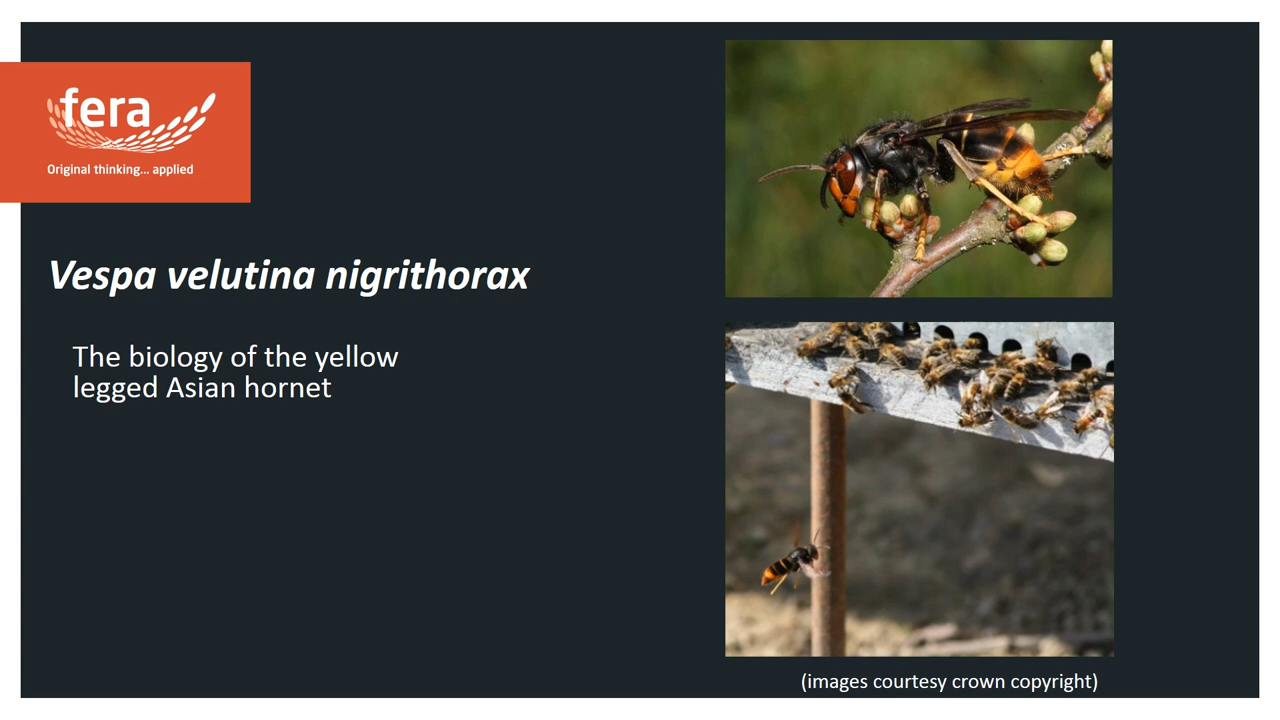 fera
Original thinking... applied
Vespa velutina nigrithorax
The biology of the yellow
legged Asian hornet
(images courtesy crown copyright)